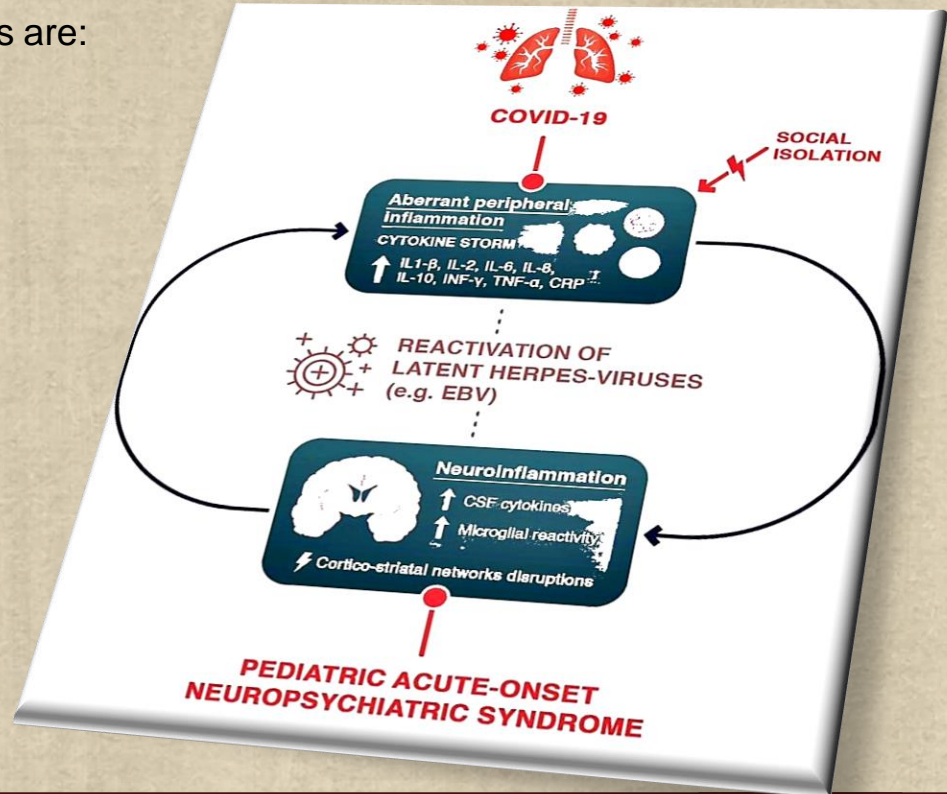 s are:
COVID-19
SOCIAL
ISOLATION
Aberrant peripheral
inflammation
CYTOKINE STORM
IL1-β, IL-2, IL-6, IL-8,
IL-10, INF-γ, TNF-α, CRP
REACTIVATION OF
LATENT HERPES-VIRUSES
(e.g. EBV)
Neuroinflammation
CSF cytokines
Microglial reactivity
Cortico-striatal networks disruptions
PEDIATRIC ACUTE-ONSET
NEUROPSYCHIATRIC SYNDROME